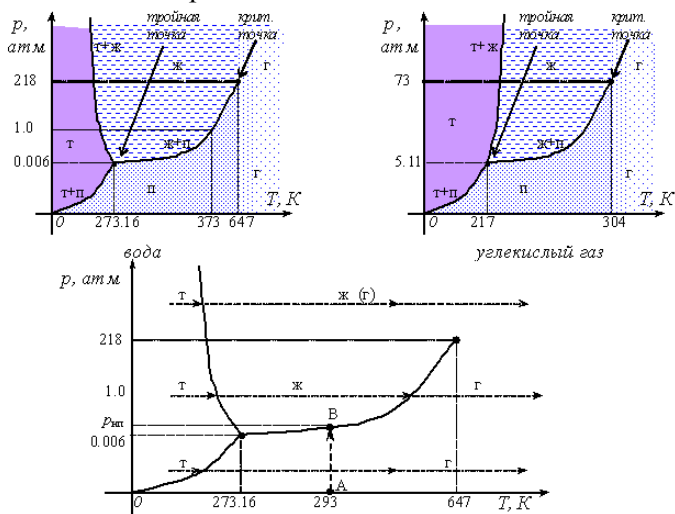 p, атм
тройная точка
крит. точка
т+ж
ж
г
218
1.0
т
ж+п
0.006
т+п
п
г
T, К
0
273.16
373
647
вода
p, атм
тройная точка
крит. точка
т+ж
ж
г
73
т
ж+п
5.11
т+п
п
г
T, К
0
217
304
углекислый газ
p, атм
т
ж (г)
218
1.0
т
ж
г
pнп
B
0.006
т
г
A
0
273.16
293
647
T, К